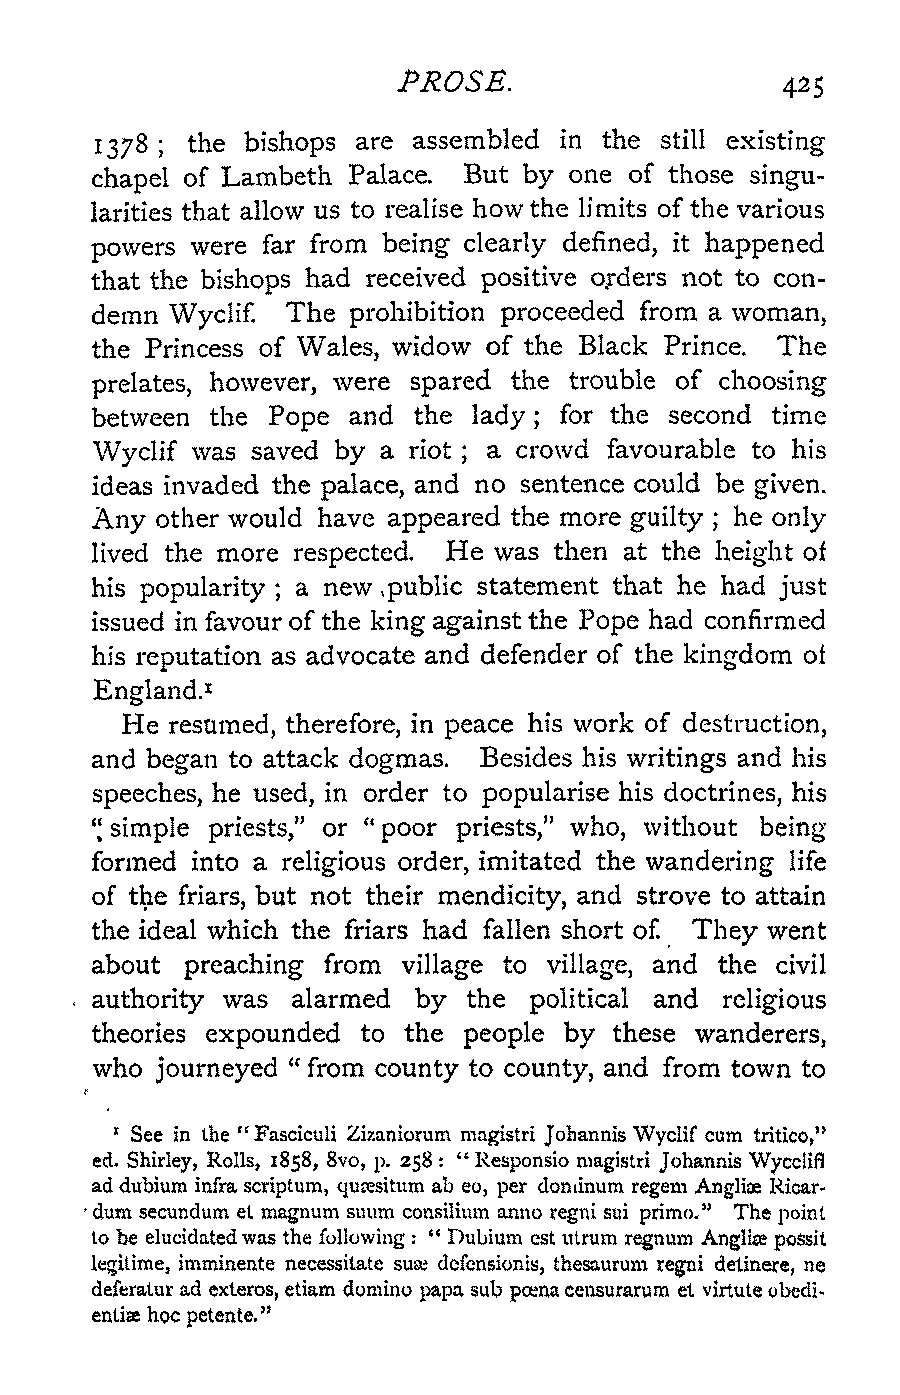 PROSE. 425
1378 ; the bishops are assembled in the still existing
chapel of Lambeth Palace. But by one of those singu-
larities that allow us to realise how the limits of the various
powers were far from being clearly defined, it happened
that the bishops had received positive orders not to con-
demn Wyclif. The prohibition proceeded from a woman,
the Princess of Wales, widow of the Black Prince. The
prelates, however, were spared the trouble of choosing
between the Pope and the lady ; for the second time
Wyclif was saved by a riot ; a crowd favourable to his
ideas invaded the palace, and no sentence could be given.
Any other would have appeared the more guilty ; he only
lived the more respected. He was then at the height of
his popularity ; a new public statement that he had just
issued in favour of the king against the Pope had confirmed
his reputation as advocate and defender of the kingdom of
England.¹
He resumed, therefore, in peace his work of destruction,
and began to attack dogmas. Besides his writings and his
speeches, he used, in order to popularise his doctrines, his
“ simple priests,” or “ poor priests,” who, without being
formed into a religious order, imitated the wandering life
of the friars, but not their mendicity, and strove to attain
the ideal which the friars had fallen short of. They went
about preaching from village to village, and the civil
authority was alarmed by the political and religious
theories expounded to the people by these wanderers,
who journeyed “ from county to county, and from town to
¹ See in the “Fasciculi Zizaniorum magistri Johannis Wyclif cum tritico,”
ed. Shirley, Rolls, 1858, 8vo, p. 258 : “ Responsio magistri Johannis Wycclifi
ad dubium infra scriptum, quæsitum ab eo, per dominum regem Angliæ Ricar-
dum secundum et magnum suum consilium anno regni sui primo.” The point
to be elucidated was the following : “ Dubium est utrum regnum Angliæ possit
legitime, imminente necessitate suæ defensionis, thesaurum regni detinere, ne
deferatur ad exteros, etiam domino papa sub pœna censurarum et virtute obedi-
entiæ hoc petente.”